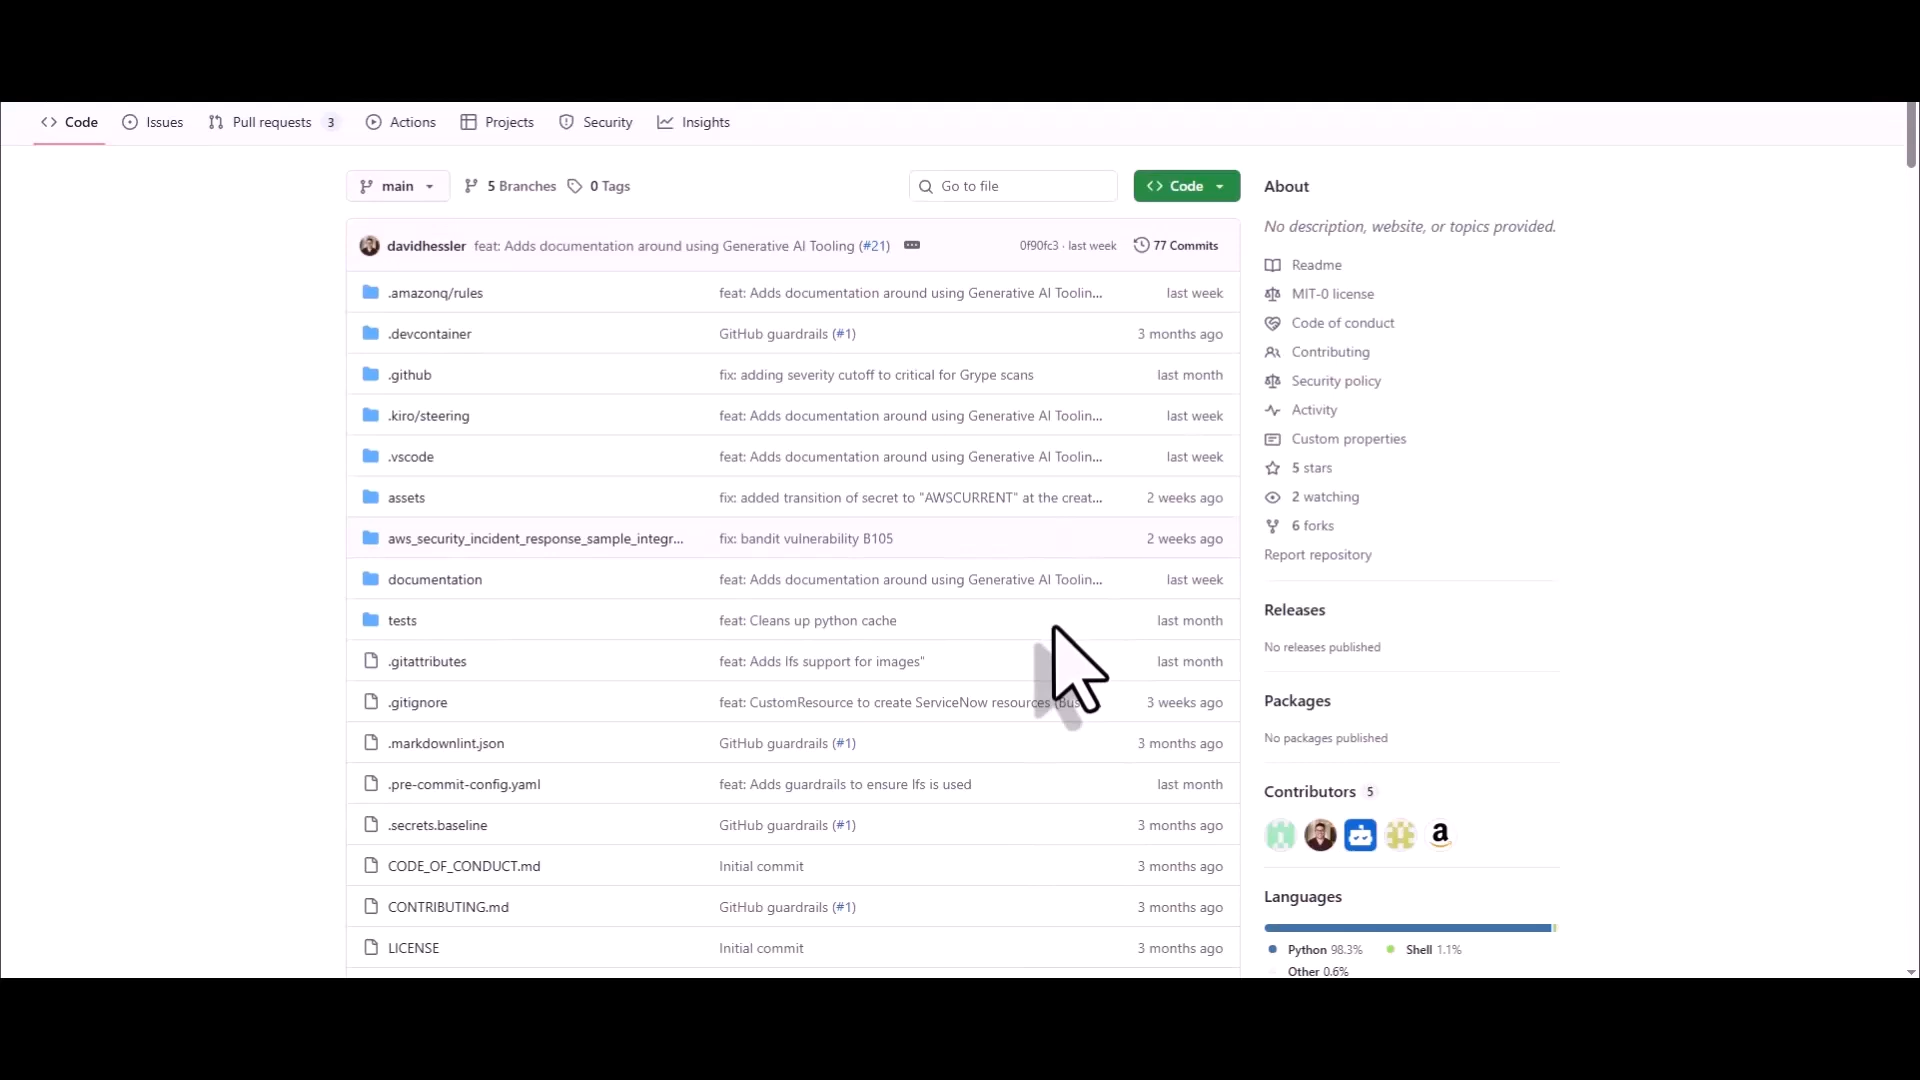 Code Issues Pull requests 3 Actions Projects Security Insights
main 5 Branches 0 Tags Go to file Code
davidhessler feat: Adds documentation around using Generative AI Tooling (#21) 0f90fc3 · last week 77 Commits
.amazonq/rules feat: Adds documentation around using Generative AI Toolin... last week
.devcontainer GitHub guardrails (#1) 3 months ago
.github fix: adding severity cutoff to critical for Grype scans last month
.kiro/steering feat: Adds documentation around using Generative AI Toolin... last week
.vscode feat: Adds documentation around using Generative AI Toolin... last week
assets fix: added transition of secret to "AWSCURRENT" at the creat... 2 weeks ago
aws_security_incident_response_sample_integr... fix: bandit vulnerability B105 2 weeks ago
documentation feat: Adds documentation around using Generative AI Toolin... last week
tests feat: Cleans up python cache last month
.gitattributes feat: Adds lfs support for images" last month
.gitignore feat: CustomResource to create ServiceNow resources (Bus 3 weeks ago
.markdownlint.json GitHub guardrails (#1) 3 months ago
.pre-commit-config.yaml feat: Adds guardrails to ensure lfs is used last month
.secrets.baseline GitHub guardrails (#1) 3 months ago
CODE_OF_CONDUCT.md Initial commit 3 months ago
CONTRIBUTING.md GitHub guardrails (#1) 3 months ago
LICENSE Initial commit 3 months ago
About
No description, website, or topics provided.
Readme
MIT-0 license
Code of conduct
Contributing
Security policy
Activity
Custom properties
5 stars
2 watching
6 forks
Report repository
Releases
No releases published
Packages
No packages published
Contributors 5
a
Languages
Python 98.3% Shell 1.1%
Other 0.6%